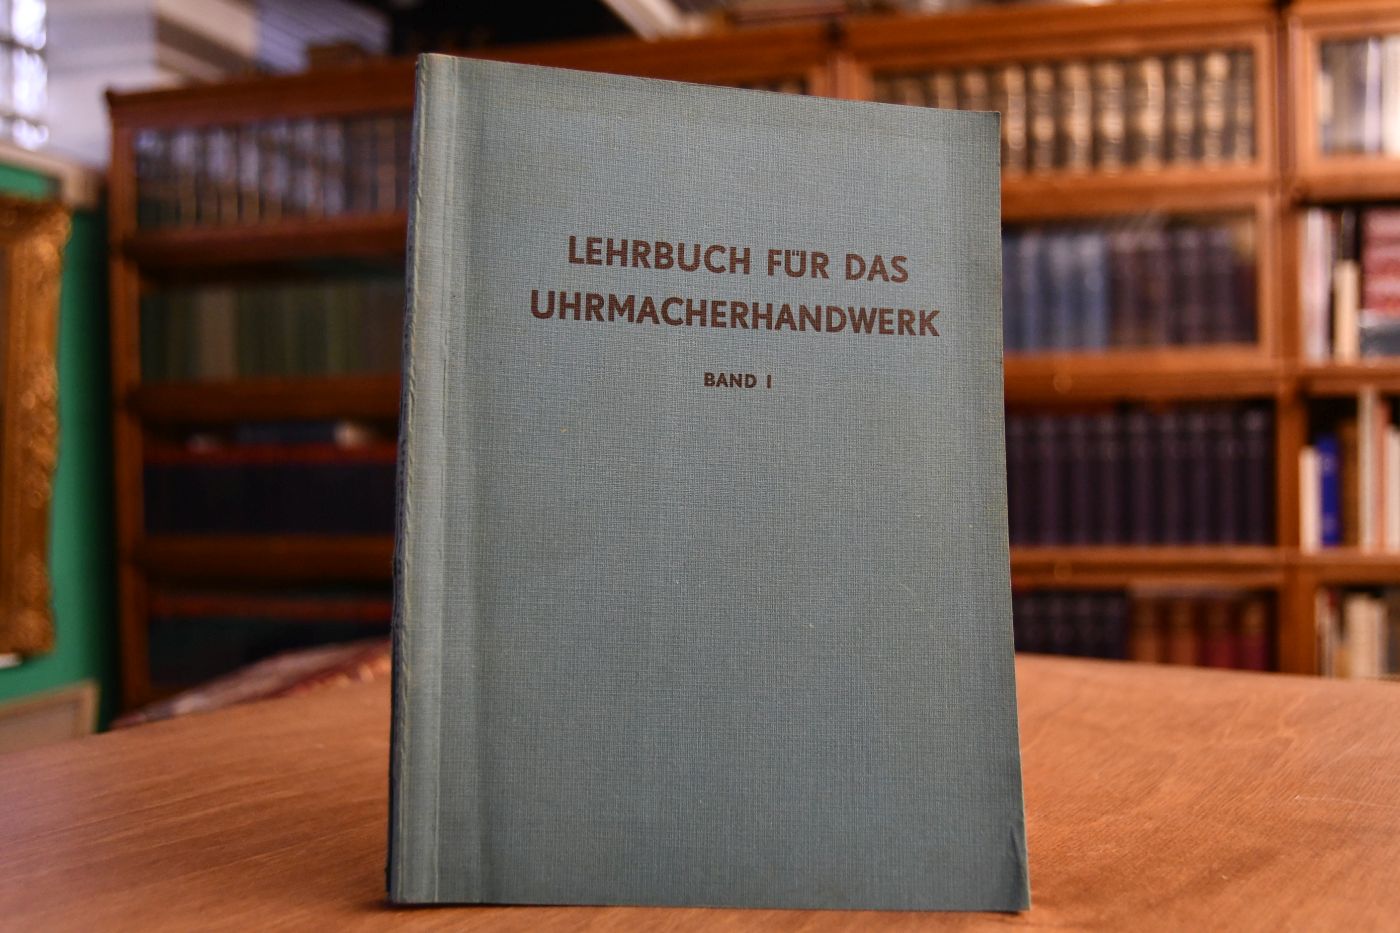 LEHRBUCH FÜR DAS
UHRMACHERHANDWERK
BAND I